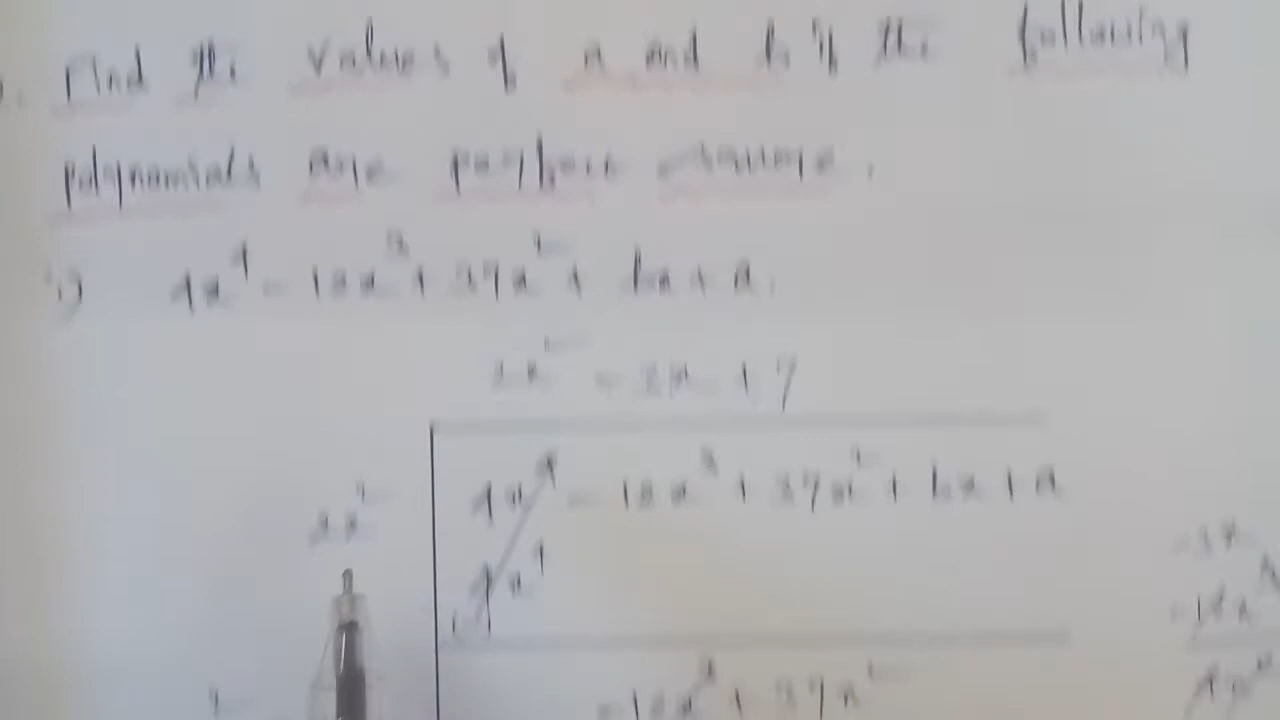 Find the values of a and b if the following
polynomials are perfect square.
i) 4x⁴ - 12x³ + 37x² + bx + a.
2x² - 3x + 7
2x² 4x⁴ - 12x³ + 37x² + bx + a
4x⁴
-12x³ + 37x²